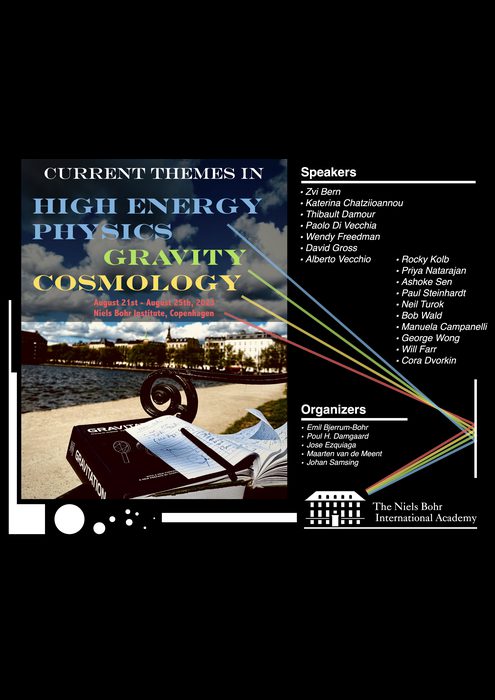 CURRENT THEMES IN
HIGH ENERGY
PHYSICS
GRAVITY
COSMOLOGY
August 21st - August 25th, 2023
Niels Bohr Institute, Copenhagen
GRAVITATION
Speakers
• Zvi Bern
• Katerina Chatziioannou
• Thibault Damour
• Paolo Di Vecchia
• Wendy Freedman
• David Gross
• Alberto Vecchio
• Rocky Kolb
• Priya Natarajan
• Ashoke Sen
• Paul Steinhardt
• Neil Turok
• Bob Wald
• Manuela Campanelli
• George Wong
• Will Farr
• Cora Dvorkin
Organizers
• Emil Bjerrum-Bohr
• Poul H. Damgaard
• Jose Ezquiaga
• Maarten van de Meent
• Johan Samsing
The Niels Bohr
International Academy